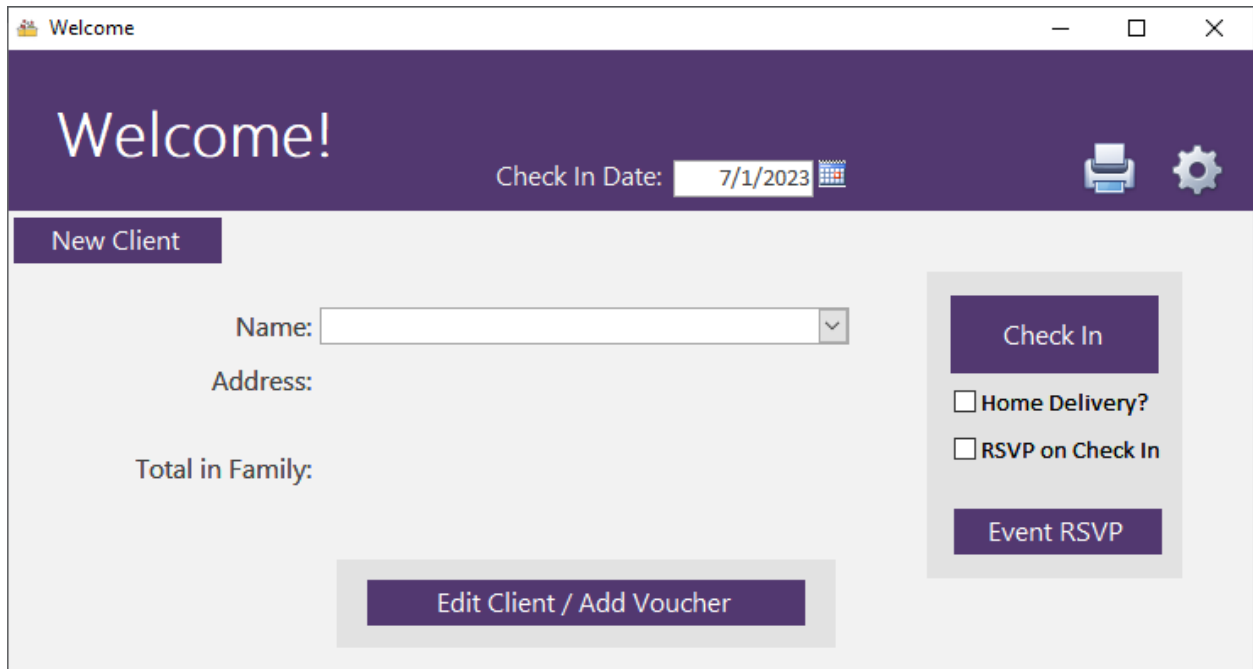 Welcome
Welcome!
Check In Date: 7/1/2023
New Client
Name:
Address:
Total in Family:
Check In
Home Delivery?
RSVP on Check In
Event RSVP
Edit Client / Add Voucher